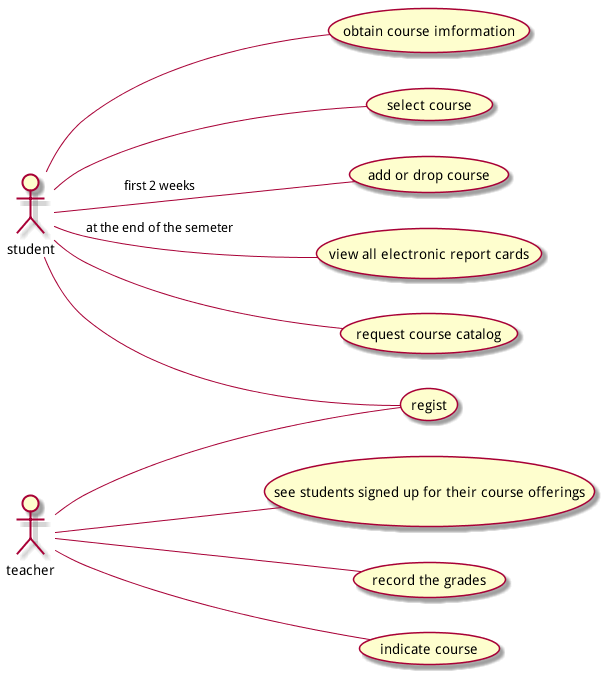 obtain course imformation
select course
first 2 weeks
add or drop course
student
at the end of the semeter
view all electronic report cards
request course catalog
regist
see students signed up for their course offerings
teacher
record the grades
indicate course